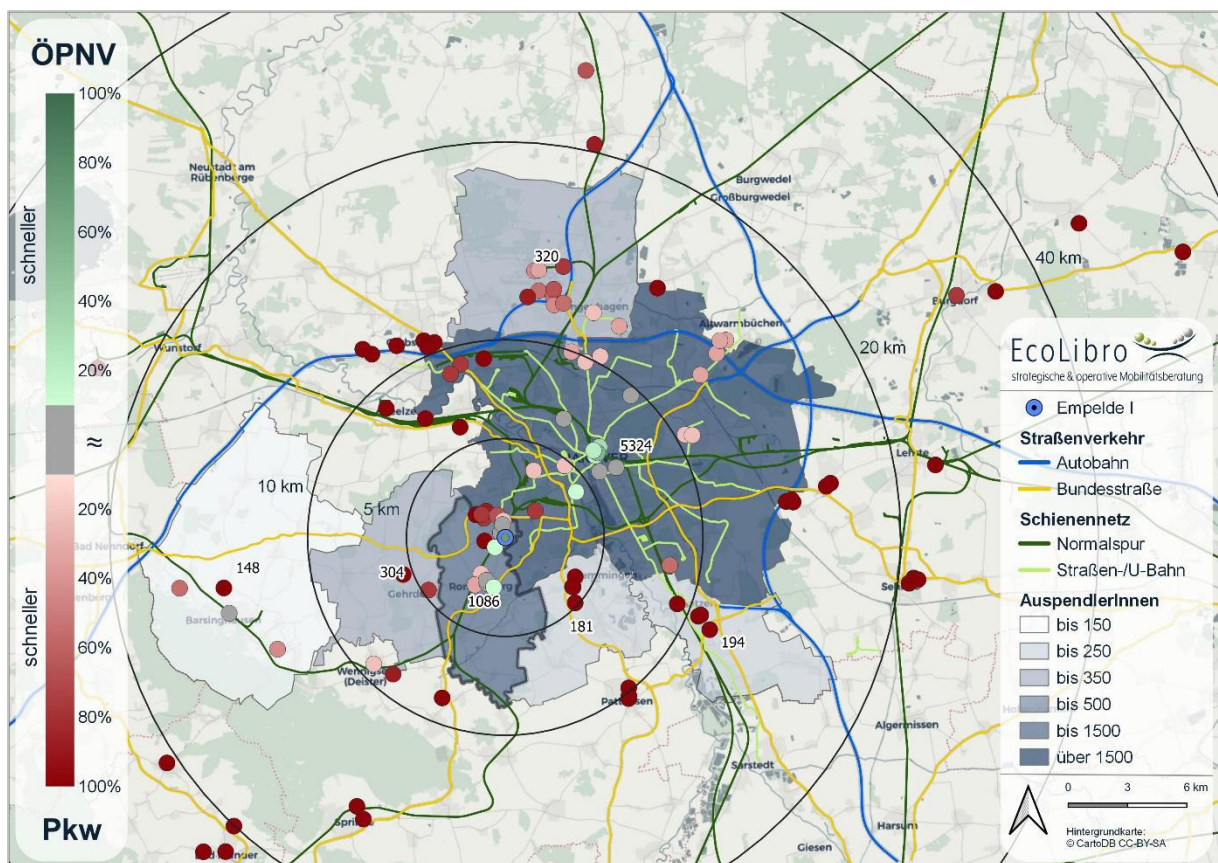 ÖPNV
100%
80%
60%
40%
20%
≈
20%
40%
60%
80%
100%
Pkw
schneller
schneller
Neustadt am
Rübenberge
Burgwedel
Großburgwedel
40 km
320
Burgdorf
Altwarmbüchen
Wunstorf
20 km
5324
Lehrte
10 km
5 km
Bad Nenndorf
148
304
Gehrden
1086
Barsinghausen
181
194
Wennigsen
(Deister)
Algermissen
Sarstedt
Harsum
Giesen
EcoLibro
strategische & operative Mobilitätsberatung
Empelde I
Straßenverkehr
Autobahn
Bundesstraße
Schienennetz
Normalspur
Straßen-/U-Bahn
AuspendlerInnen
bis 150
bis 250
bis 350
bis 500
bis 1500
über 1500
0 3 6 km
Hintergrundkarte:
© CartoDB CC-BY-SA